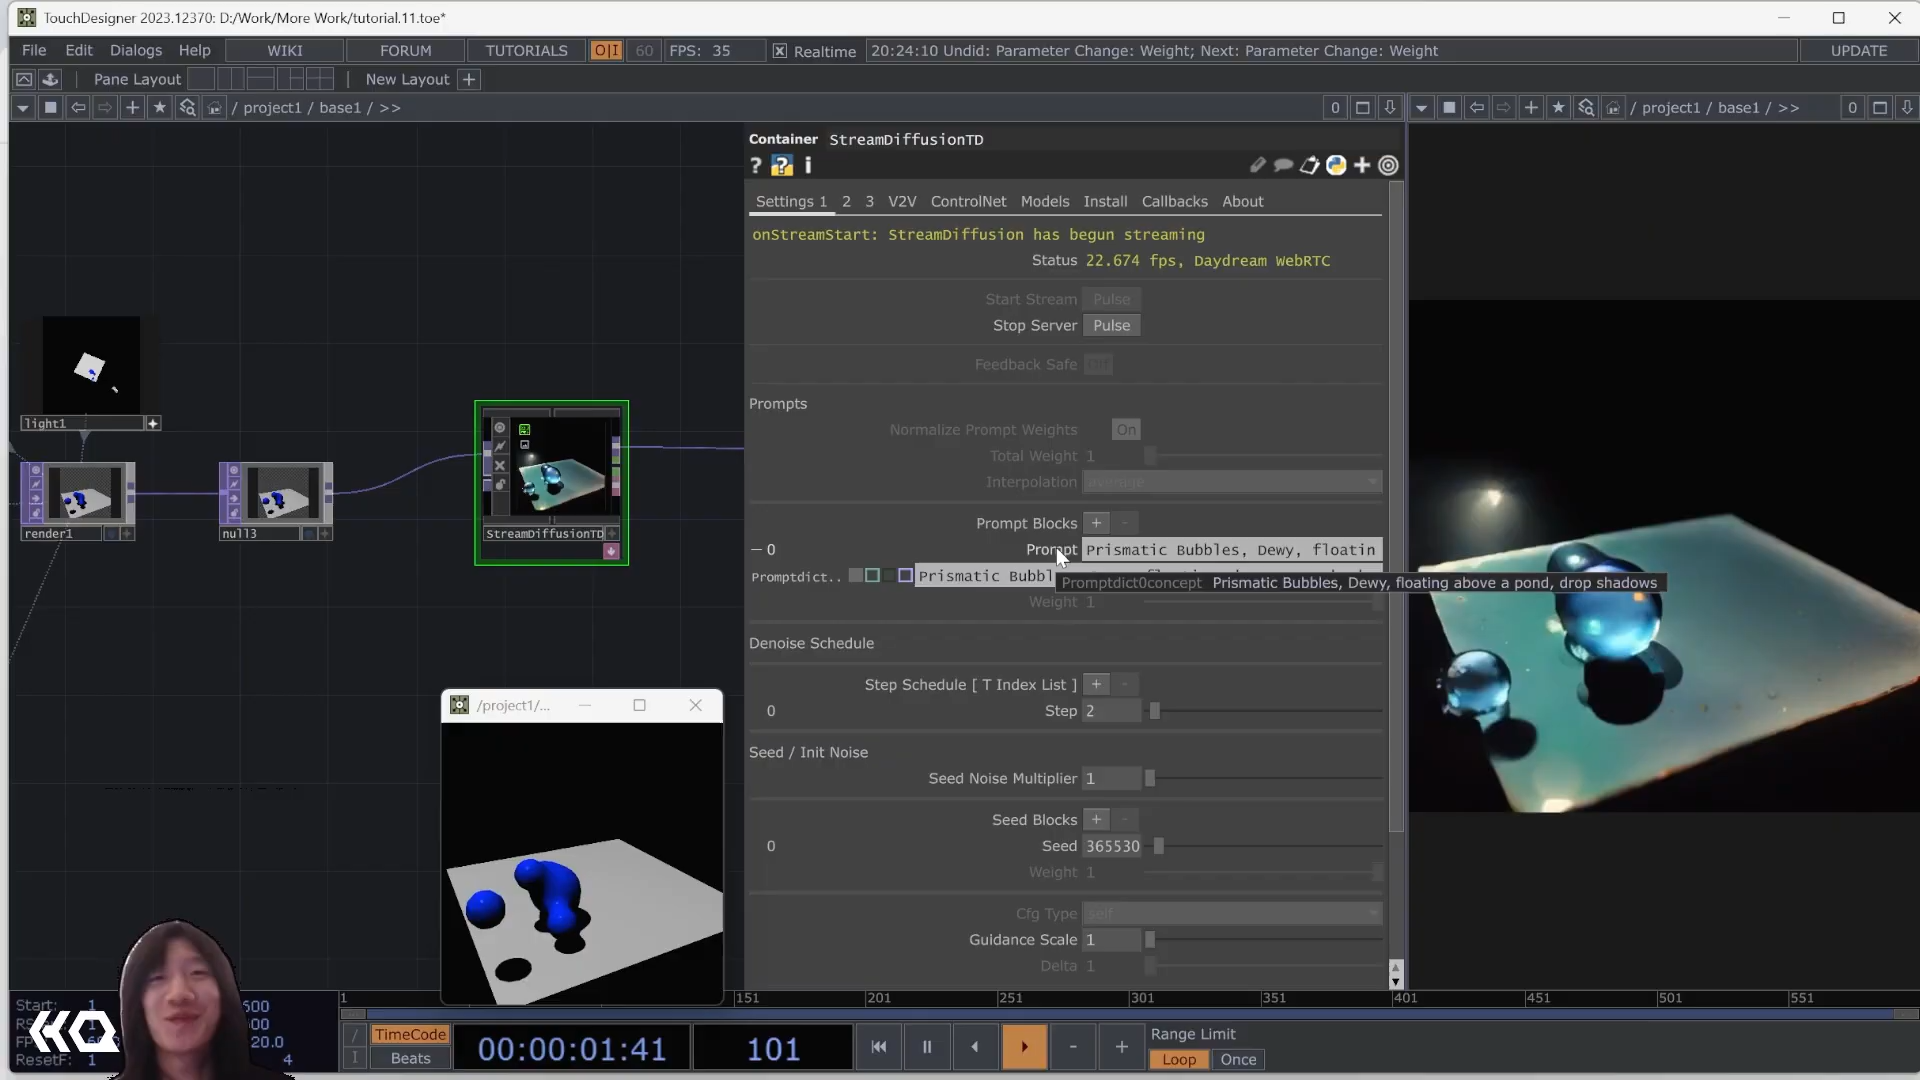 TouchDesigner 2023.12370: D:/Work/More Work/tutorial.11.toe*
File Edit Dialogs Help WIKI FORUM TUTORIALS O|I 60 FPS: 35 Realtime 20:24:10 Undid: Parameter Change: Weight; Next: Parameter Change: Weight UPDATE
Pane Layout New Layout +
/ project1 / base1 / >> 0 / project1 / base1 / >> 0
Container StreamDiffusionTD
Settings 1 2 3 V2V ControlNet Models Install Callbacks About
onStreamStart: StreamDiffusion has begun streaming
Status 22.674 fps, Daydream WebRTC
Start Stream Pulse
Stop Server Pulse
Feedback Safe
Prompts
Normalize Prompt Weights On
Total Weight 1
Interpolation average
Prompt Blocks + -
0 Prompt Prismatic Bubbles, Dewy, floatin
Promptdict.. Prismatic Bubbl
Promptdict0concept Prismatic Bubbles, Dewy, floating above a pond, drop shadows
Weight 1
Denoise Schedule
Step Schedule [ T Index List ] + -
0 Step 2
Seed / Init Noise
Seed Noise Multiplier 1
Seed Blocks + -
0 Seed 365530
Weight 1
Cfg Type self
Guidance Scale 1
Delta 1
light1
render1
null3
StreamDiffusionTD
/project1/...
1 151 201 251 301 351 401 451 501 551
Start: 1 600
ResetF: 1 4
TimeCode
Beats
00:00:01:41
101
Range Limit
Loop Once